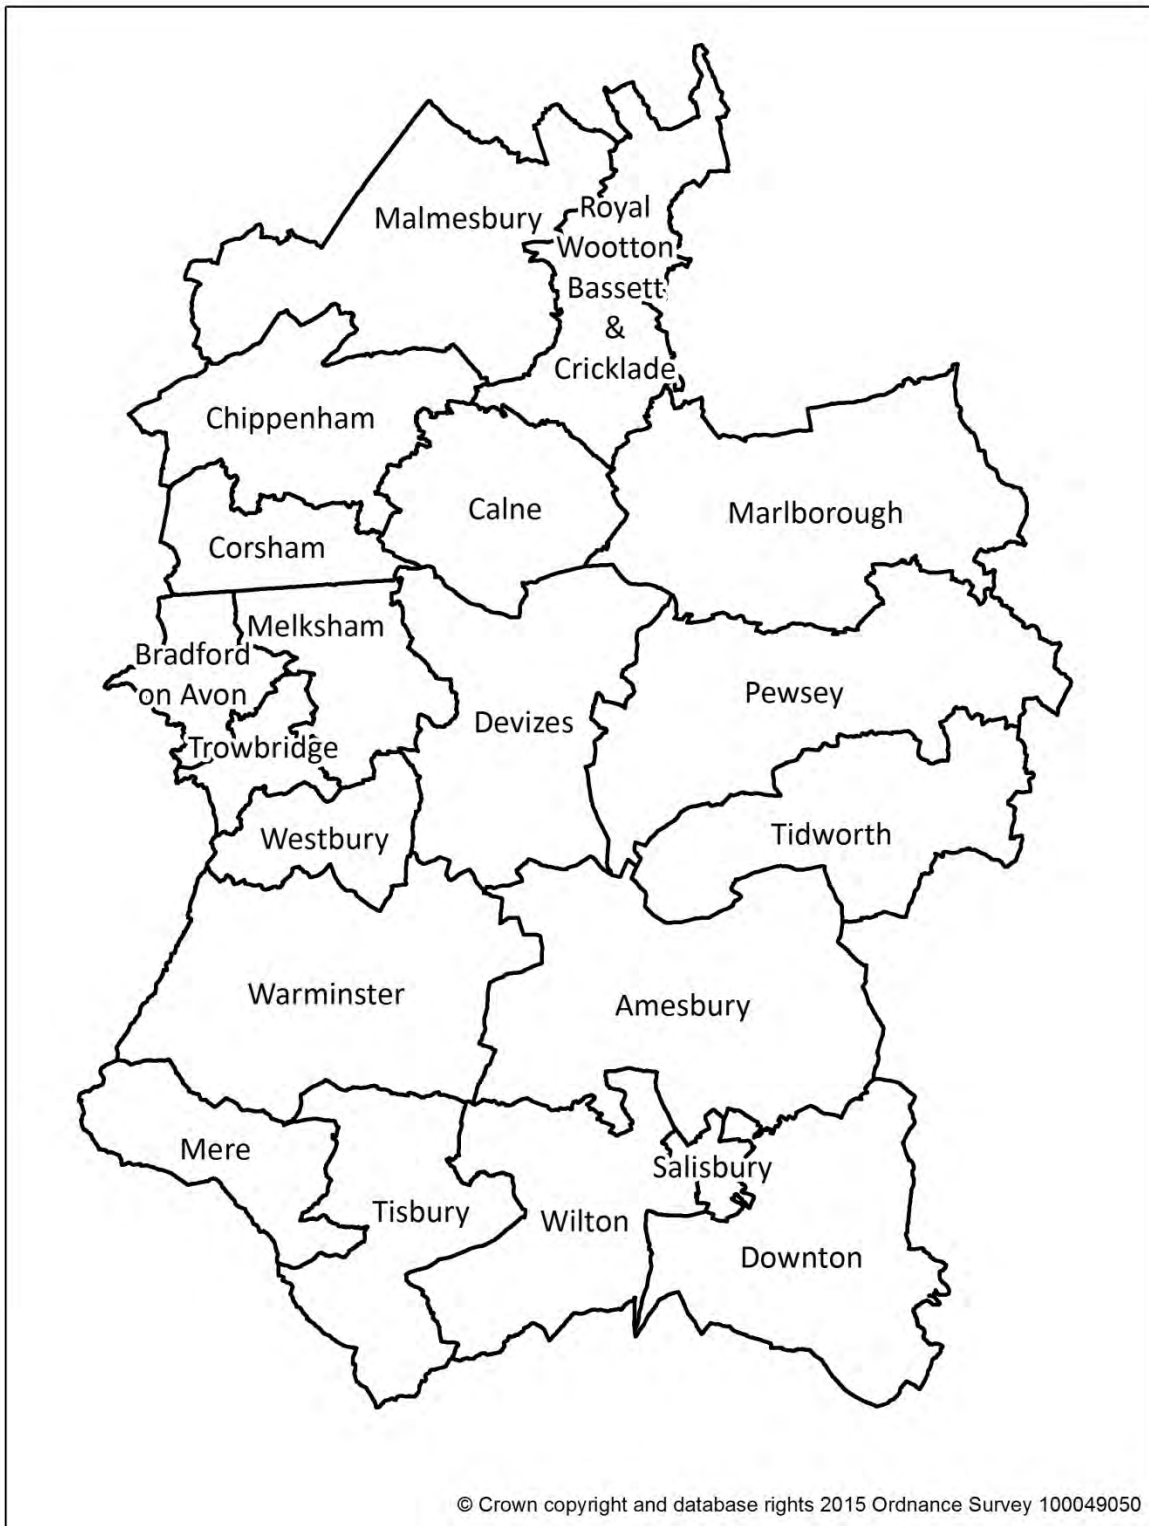 Malmesbury
Royal
Wootton
Bassett
&
Cricklade
Chippenham
Calne
Marlborough
Corsham
Melksham
Bradford
on Avon
Pewsey
Devizes
Trowbridge
Tidworth
Westbury
Warminster
Amesbury
Mere
Salisbury
Tisbury
Wilton
Downton
© Crown copyright and database rights 2015 Ordnance Survey 100049050